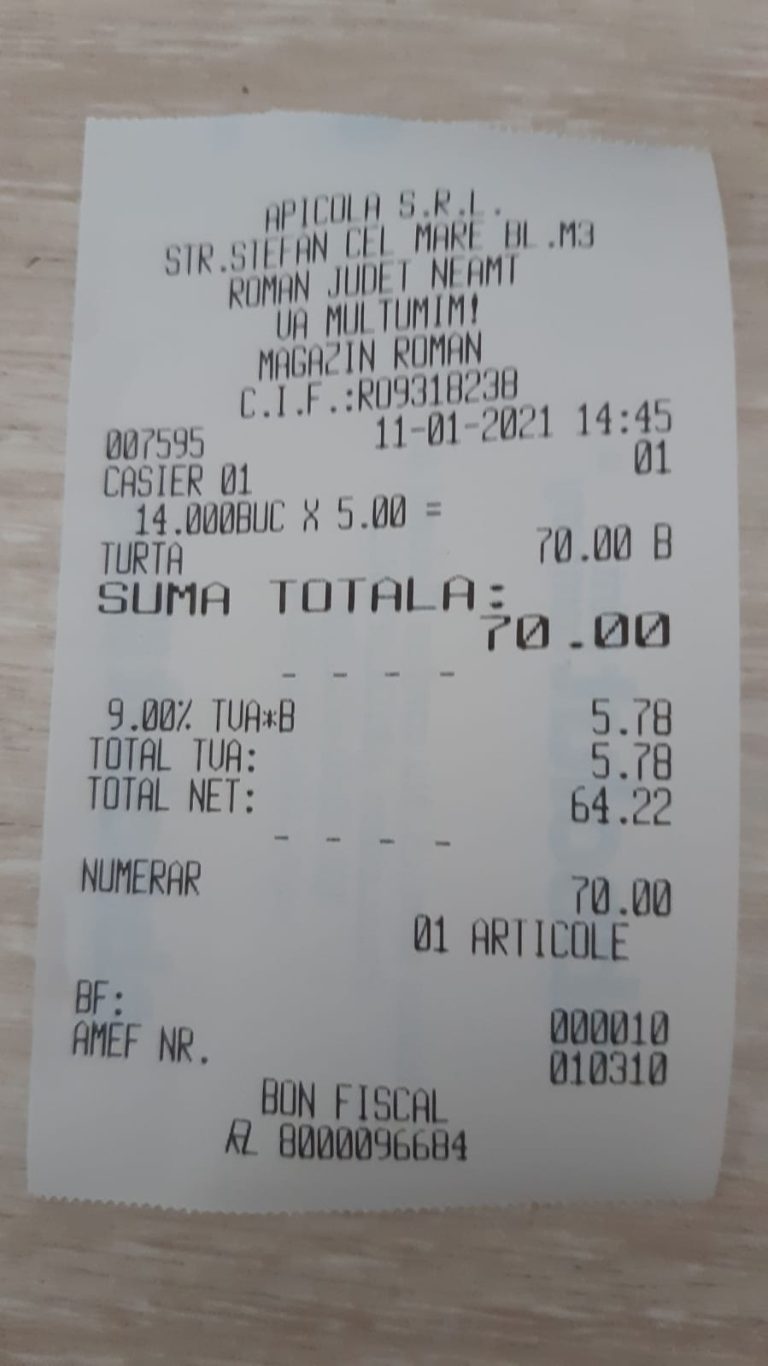 APICOLA S.R.L.
STR.STEFAN CEL MARE BL.M3
ROMAN JUDET NEAMT
VA MULTUMIM!
MAGAZIN ROMAN
C.I.F.:RO9318238
007595 11-01-2021 14:45
CASIER 01 01
14.000BUC X 5.00 =
TURTA 70.00 B
SUMA TOTALA:
70.00
- - - -
9.00% TVA*B 5.78
TOTAL TVA: 5.78
TOTAL NET: 64.22
- - - -
NUMERAR 70.00
01 ARTICOLE
BF: 000010
AMEF NR. 010310
BON FISCAL
8000096684